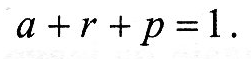 a + r + p = 1.